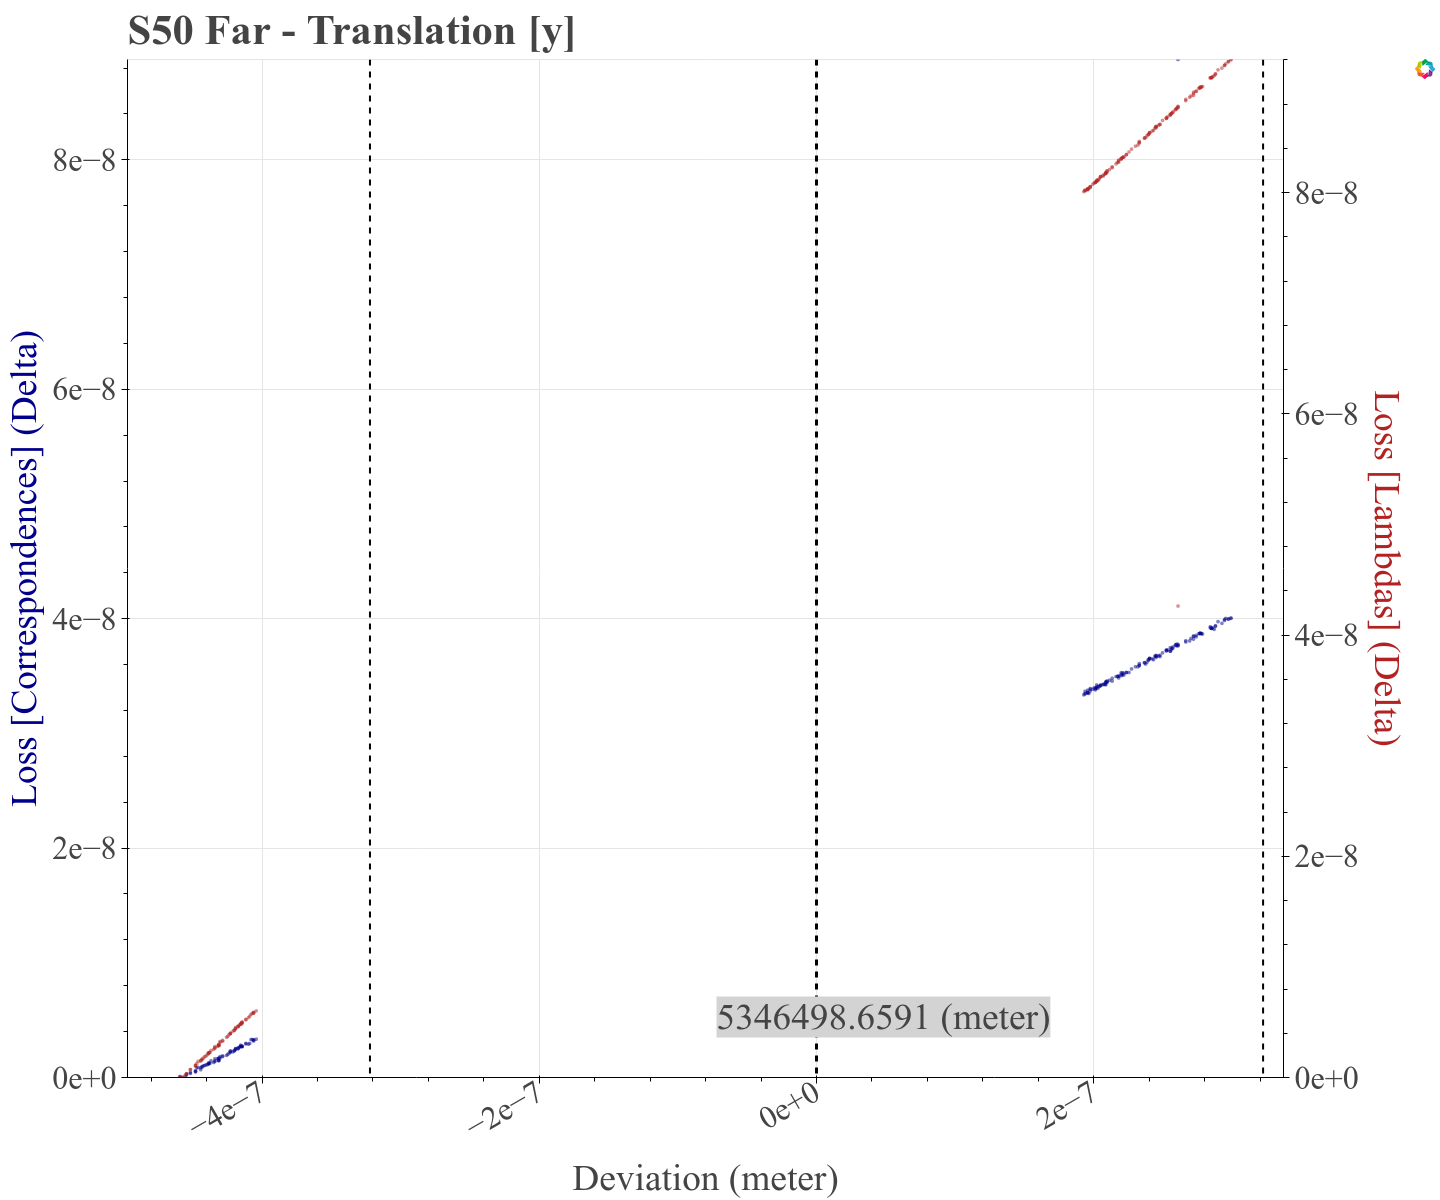 S50 Far - Translation [y]
Loss [Correspondences] (Delta)
8e−8
6e−8
4e−8
2e−8
0e+0
8e−8
6e−8
4e−8
2e−8
0e+0
Loss [Lambdas] (Delta)
5346498.6591 (meter)
−4e−7
−2e−7
0e+0
2e−7
Deviation (meter)